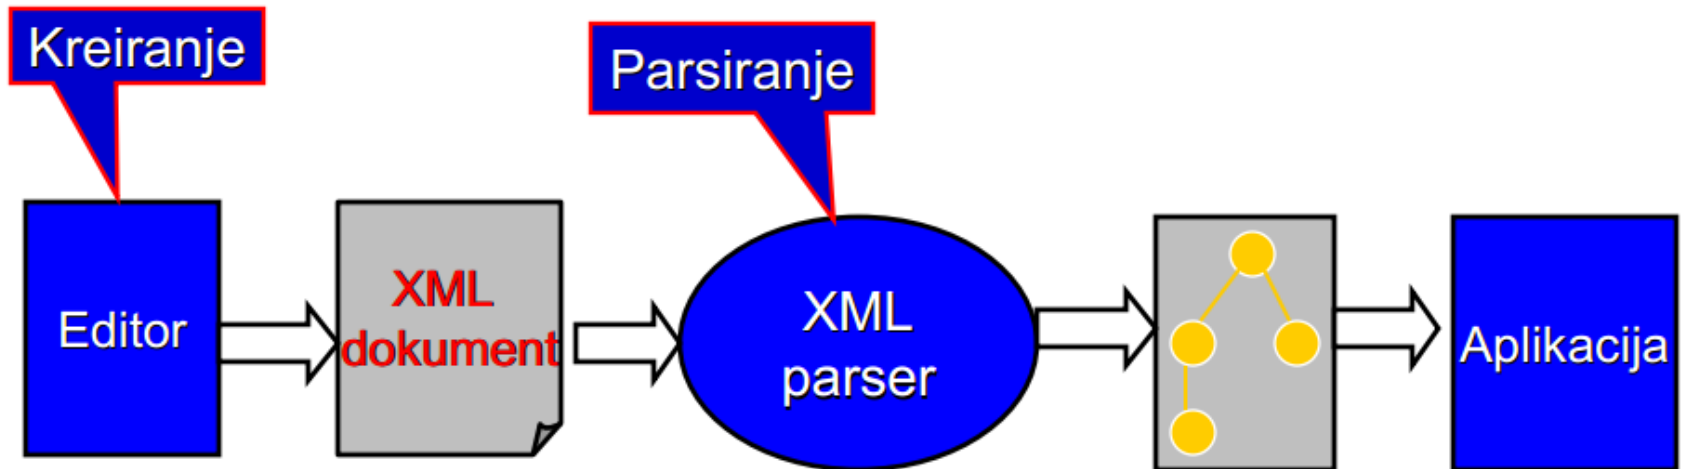 Kreiranje
Parsiranje
Editor
XML
dokument
XML
parser
Aplikacija